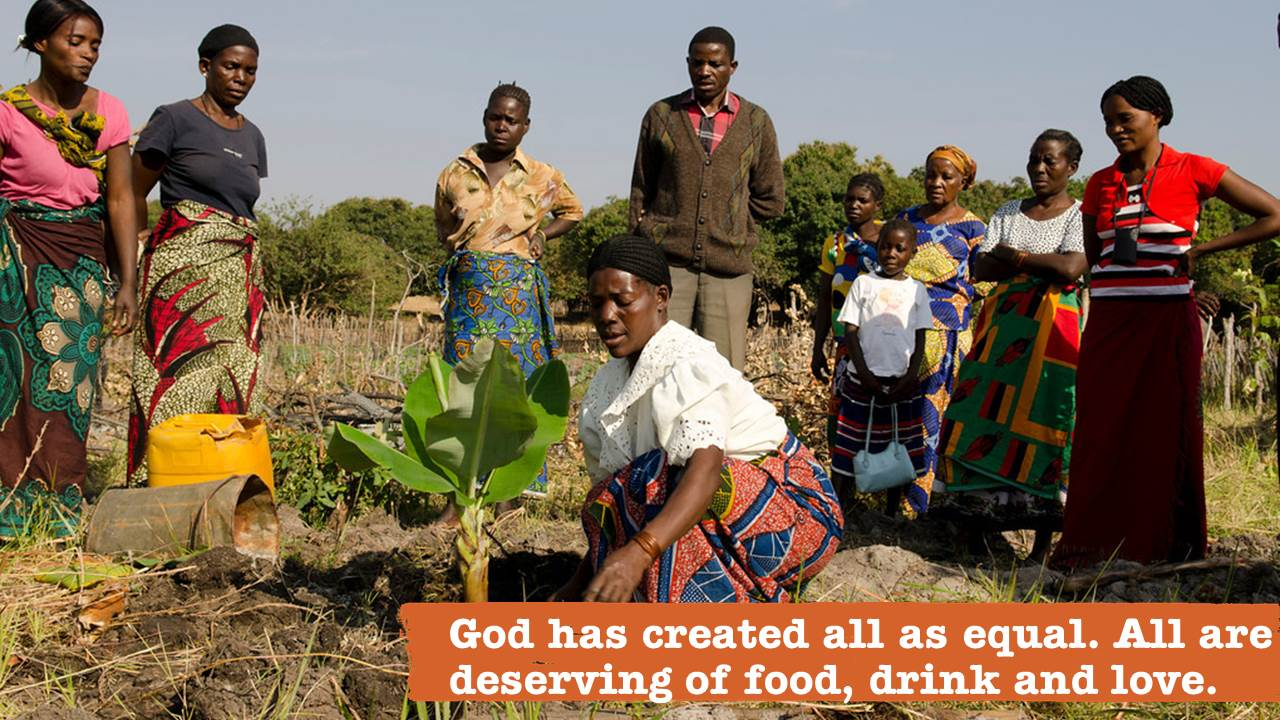 God has created all as equal. All are
deserving of food, drink and love.